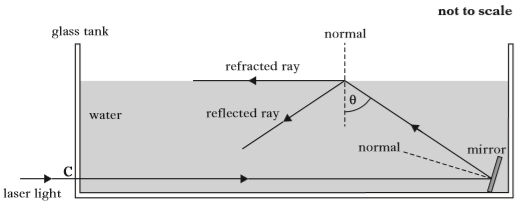 not to scale
glass tank
normal
refracted ray
θ
water
reflected ray
normal
mirror
C
laser light